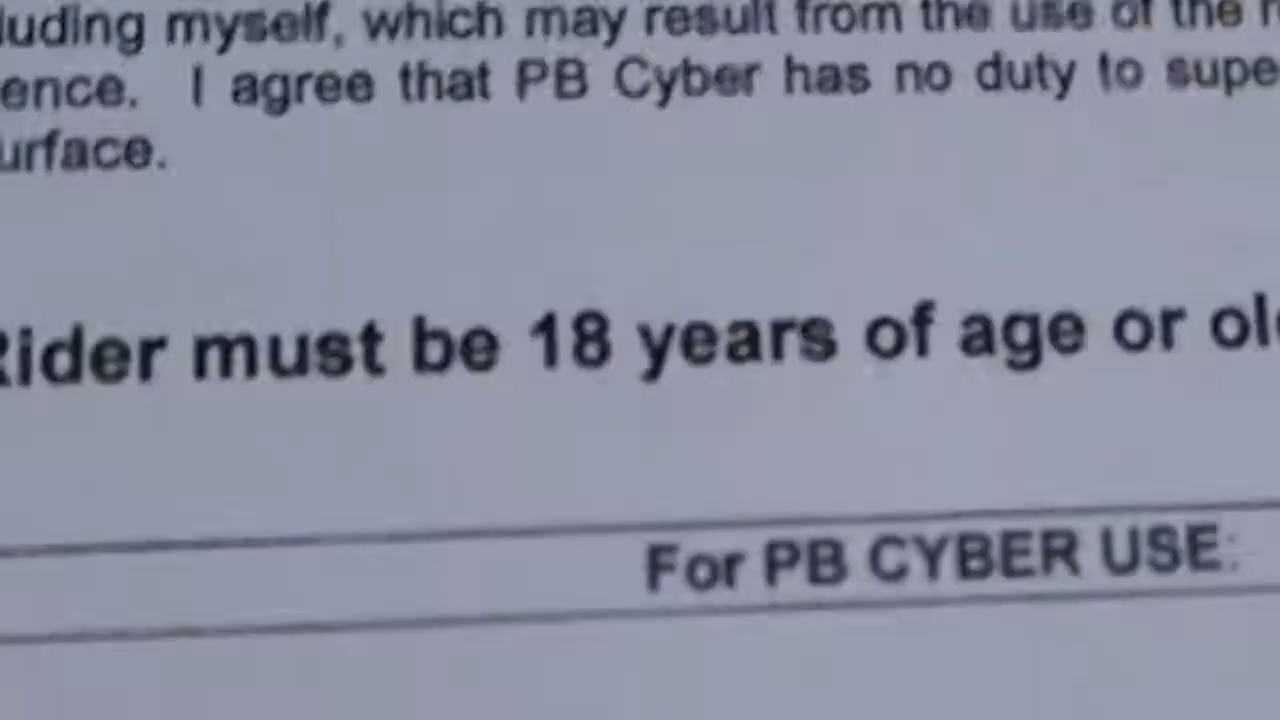 luding myself, which may result from the use of the
ence. I agree that PB Cyber has no duty to supe
urface.
Rider must be 18 years of age or ol
For PB CYBER USE: